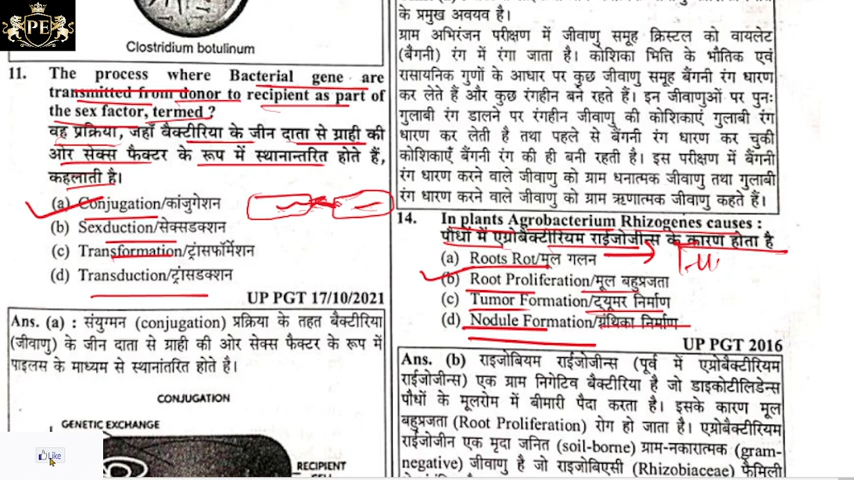 PE
Clostridium botulinum
11. The process where Bacterial gene are
transmitted from donor to recipient as part of
the sex factor, termed ?
वह प्रक्रिया, जहाँ बैक्टीरिया के जीन दाता से ग्राही की
ओर सेक्स फैक्टर के रूप में स्थानान्तरित होते हैं,
कहलाती है।
(a) Conjugation/कांजुगेशन
(b) Sexduction/सेक्सडक्शन
(c) Transformation/ट्रांसफॉर्मेशन
(d) Transduction/ट्रांसडक्शन
UP PGT 17/10/2021
Ans. (a) : संयुग्मन (conjugation) प्रक्रिया के तहत बैक्टीरिया
(जीवाणु) के जीन दाता से ग्राही की ओर सेक्स फैक्टर के रूप में
पाइलस के माध्यम से स्थानांतरित होते है।
CONJUGATION
GENETIC EXCHANGE
RECIPIENT
Like
के प्रमुख अवयव है।
ग्राम अभिरंजन परीक्षण में जीवाणु समूह क्रिस्टल को वायलेट
(बैगनी) रंग में रंगा जाता है। कोशिका भित्ति के भौतिक एवं
रासायनिक गुणों के आधार पर कुछ जीवाणु समूह बैंगनी रंग धारण
कर लेते हैं और कुछ रंगहीन बने रहते हैं। इन जीवाणुओं पर पुनः
गुलाबी रंग डालने पर रंगहीन जीवाणु की कोशिकाएं गुलाबी रंग
धारण कर लेती है तथा पहले से बैंगनी रंग धारण कर चुकी
कोशिकाएँ बैंगनी रंग की ही बनी रहती है। इस परीक्षण में बैंगनी
रंग धारण करने वाले जीवाणु को ग्राम धनात्मक जीवाणु तथा गुलाबी
रंग धारण करने वाले जीवाणु को ग्राम ऋणात्मक जीवाणु कहते हैं।
14. In plants Agrobacterium Rhizogenes causes :
पौधों में एग्रोबैक्टीरियम राईजोजीन्स के कारण होता है
(a) Roots Rot/मूल गलन
(b) Root Proliferation/मूल बहुप्रजता
(c) Tumor Formation/ट्यूमर निर्माण
(d) Nodule Formation/ग्रंथिका निर्माण
UP PGT 2016
Ans. (b) : राइजोबियम राईजोजीन्स (पूर्व में एग्रोबैक्टीरियम
राईजोजीन्स) एक ग्राम निगेटिव बैक्टीरिया है जो डाइकोटीलिडेन्स
पौधों के मूलरोम में बीमारी पैदा करता है। इसके कारण मूल
बहुप्रजता (Root Proliferation) रोग हो जाता है। एग्रोबैक्टीरियम
राईजोजीन एक मृदा जनित (soil-borne) ग्राम-नकारात्मक (gram-
negative) जीवाणु है जो राइजोबिएसी (Rhizobiaceae) फैमिली